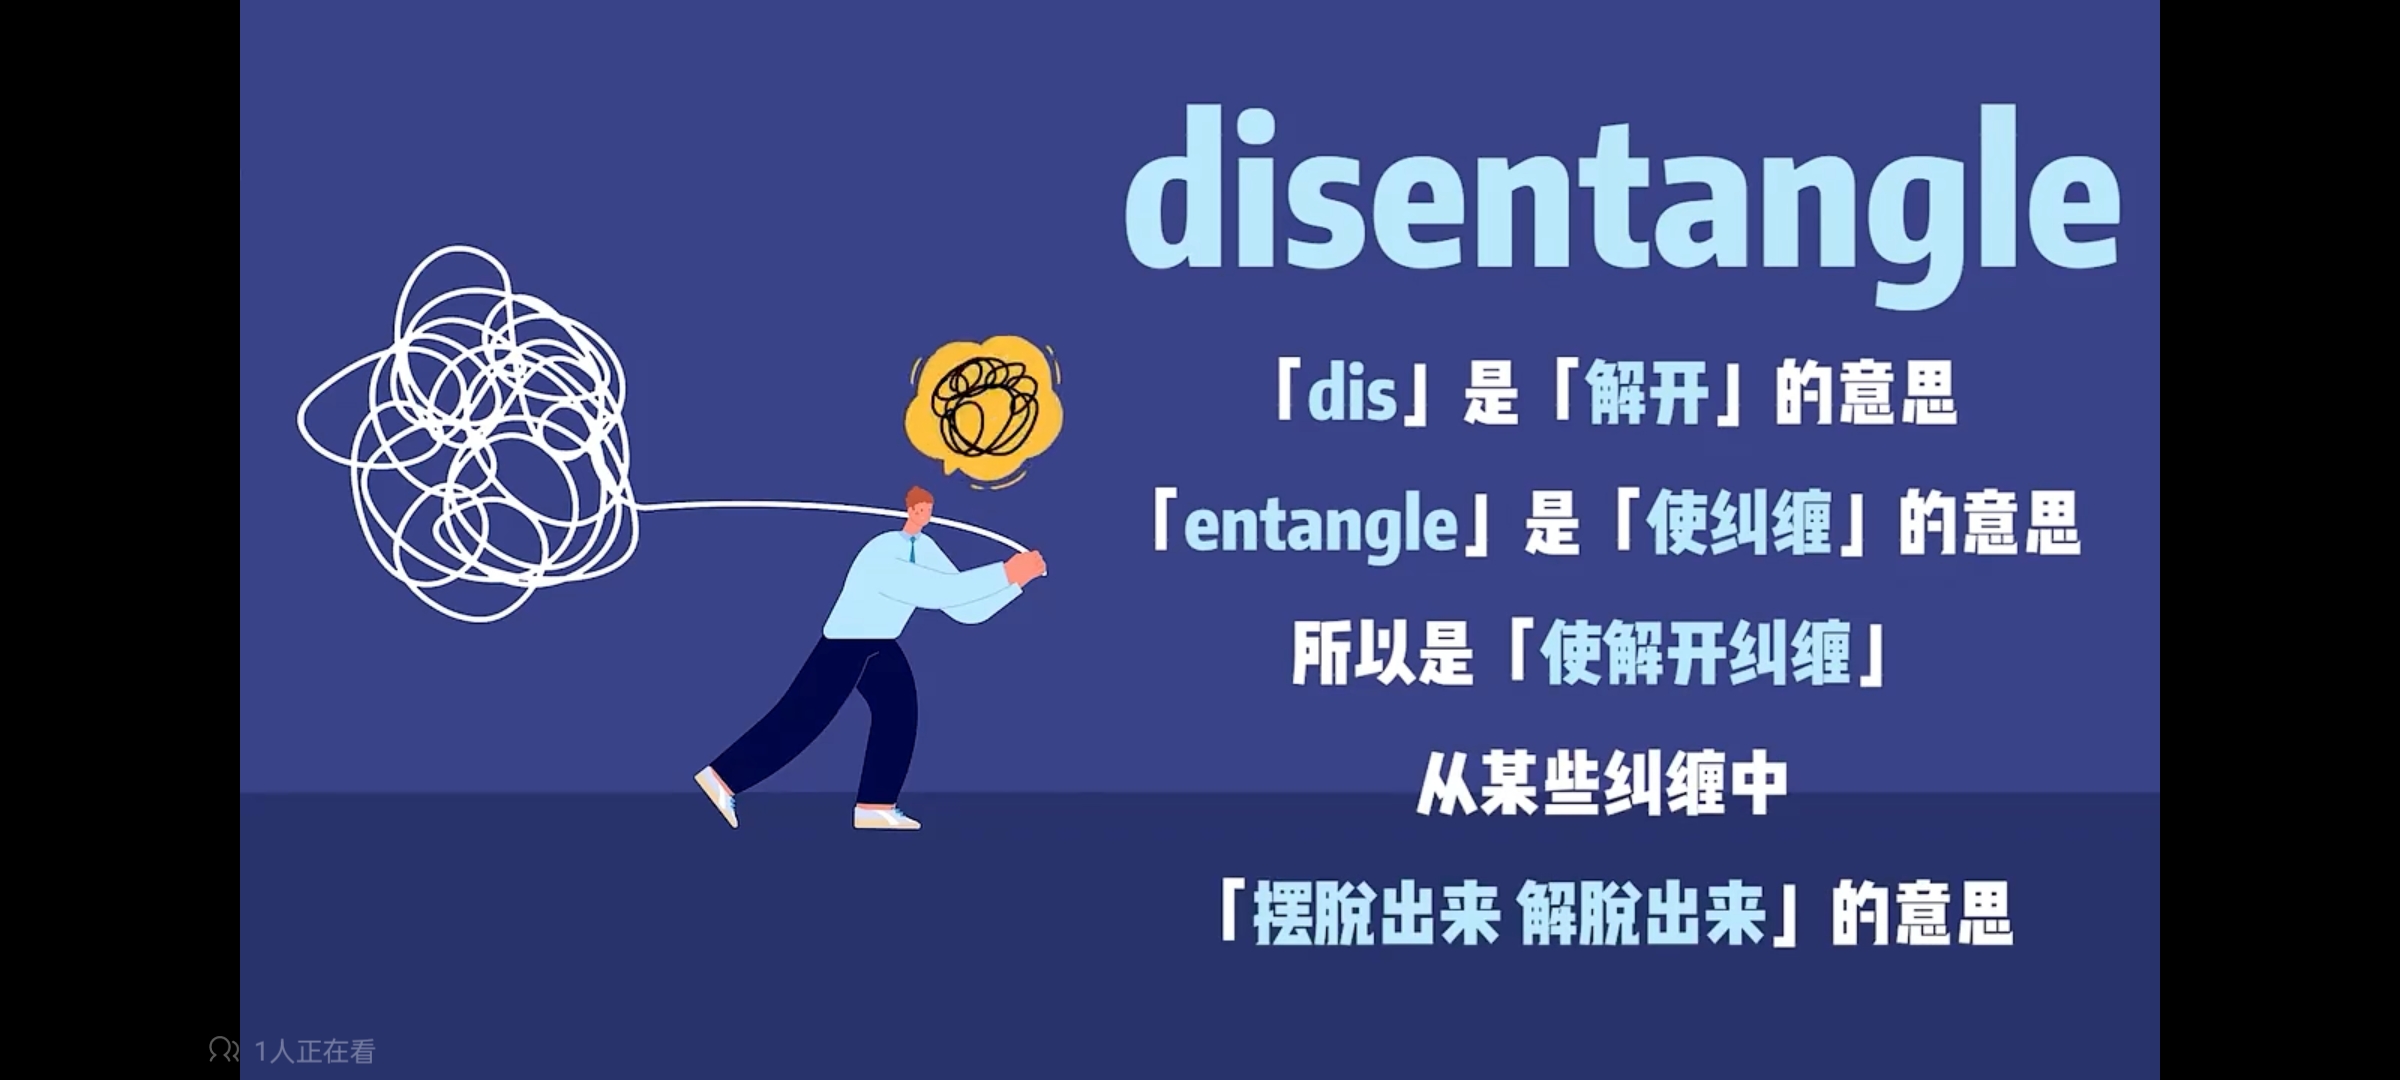 disentangle
「dis」是「解开」的意思
「entangle」是「使纠缠」的意思
所以是「使解开纠缠」
从某些纠缠中
「摆脫出来 解脫出来」的意思
1人正在看